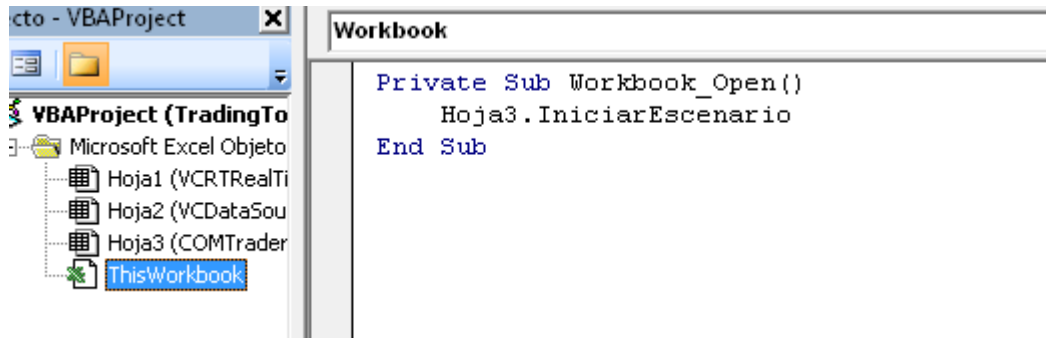 cto - VBAProject
Workbook
VBAProject (TradingTo
Microsoft Excel Objeto
Hoja1 (VCRTRealTi
Hoja2 (VCDataSou
Hoja3 (COMTrader
ThisWorkbook
Private Sub Workbook_Open()
Hoja3.IniciarEscenario
End Sub